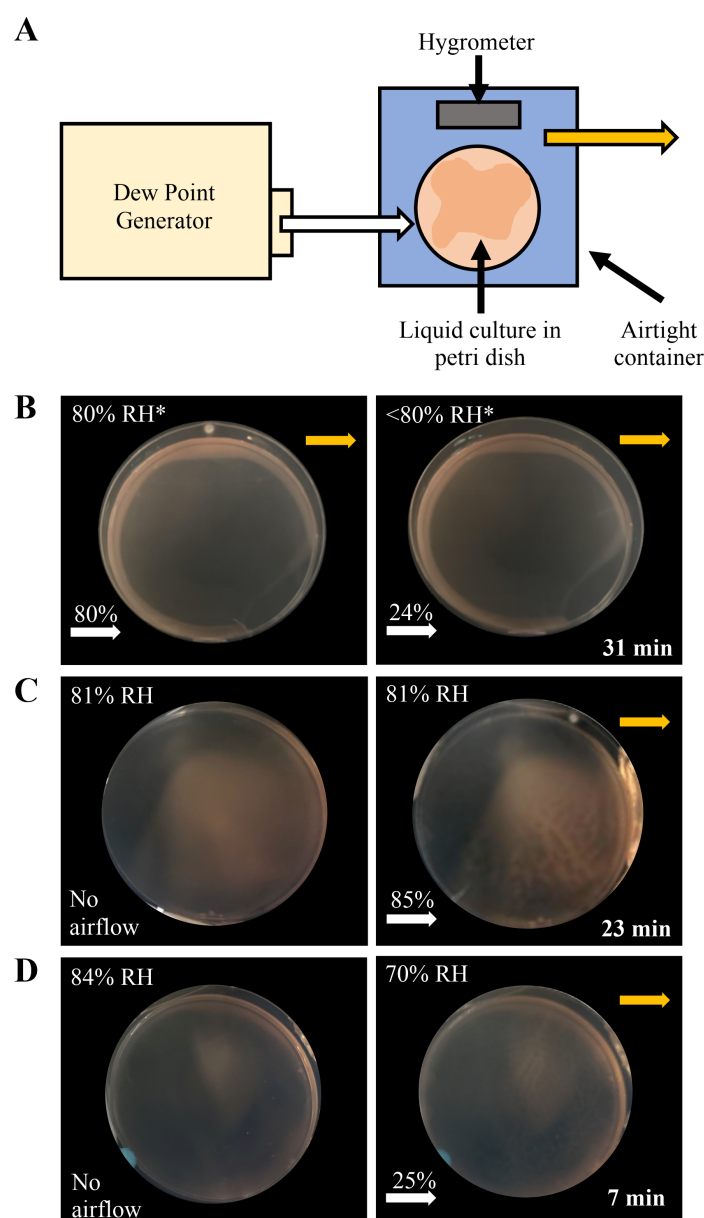 A
Hygrometer
Dew Point
Generator
Liquid culture in
petri dish
Airtight
container
B
80% RH*
80%
<80% RH*
24%
31 min
C
81% RH
No
airflow
81% RH
85%
23 min
D
84% RH
No
airflow
70% RH
25%
7 min